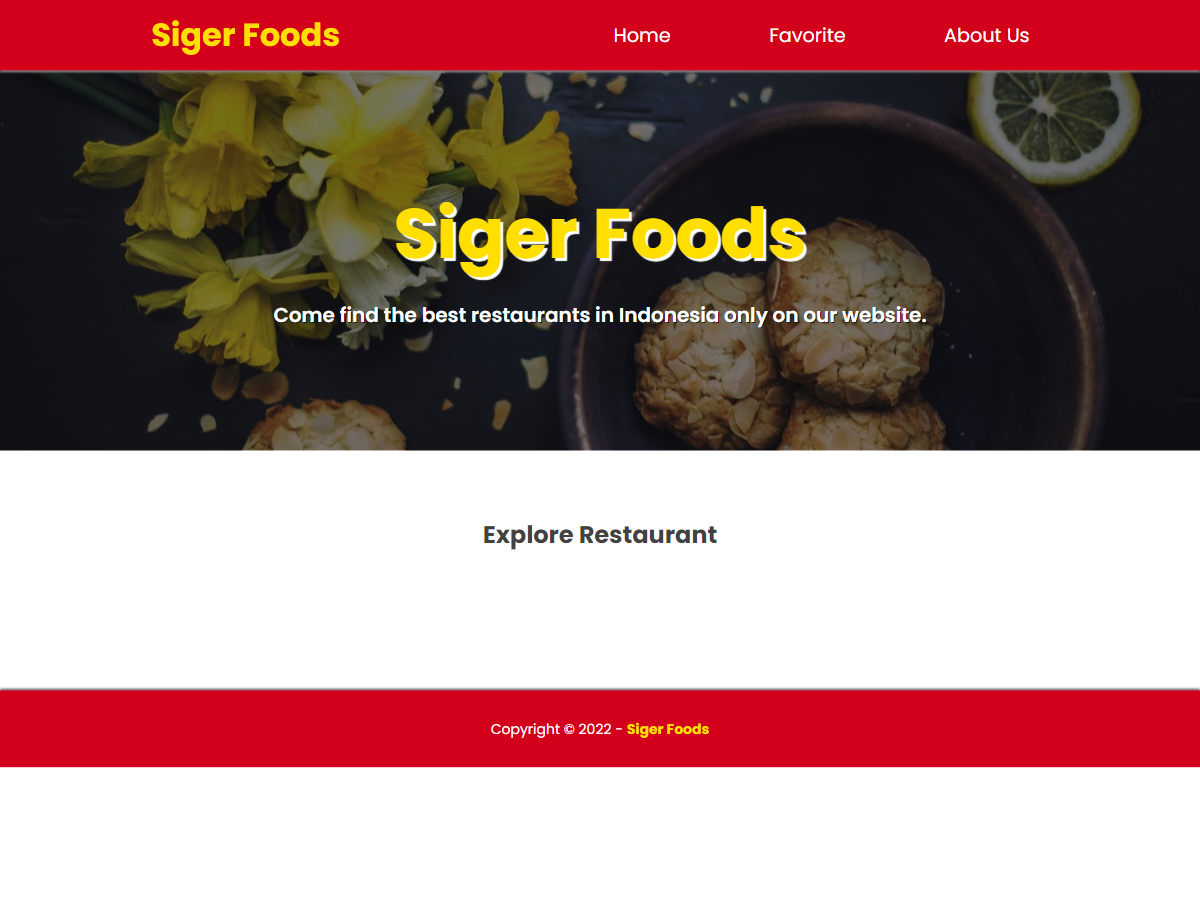 Siger Foods
Home
Favorite
About Us
Siger Foods
Come find the best restaurants in Indonesia only on our website.
Explore Restaurant
Copyright © 2022 - Siger Foods